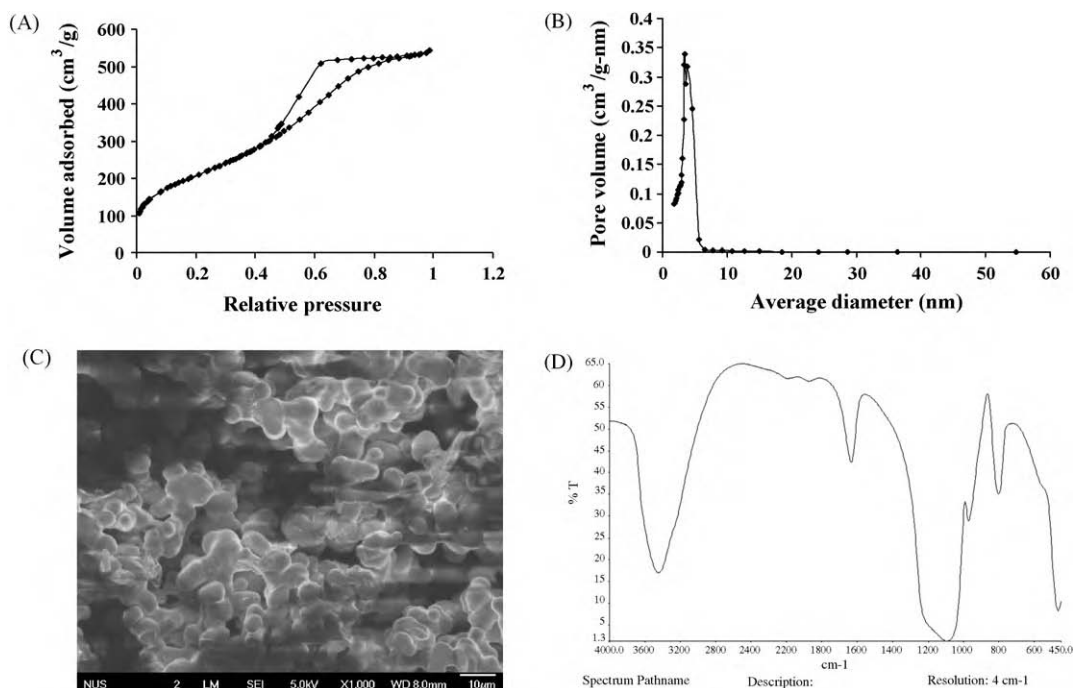 (A)
Volume adsorbed (cm³/g)
600
500
400
300
200
100
0
0 0.2 0.4 0.6 0.8 1 1.2
Relative pressure
(B)
Pore volume (cm³/g-nm)
0.4
0.35
0.3
0.25
0.2
0.15
0.1
0.05
0
0 10 20 30 40 50 60
Average diameter (nm)
(C)
NUS 2 LM SEI 5.0kV X1,000 WD 8.0mm 10µm
(D)
% T
65.0
60
55
50
45
40
35
30
25
20
15
10
5
1.3
4000.0 3600 3200 2800 2400 2000 1800 1600 1400 1200 1000 800 600 450.0
cm-1
Spectrum Pathname Description: Resolution: 4 cm-1